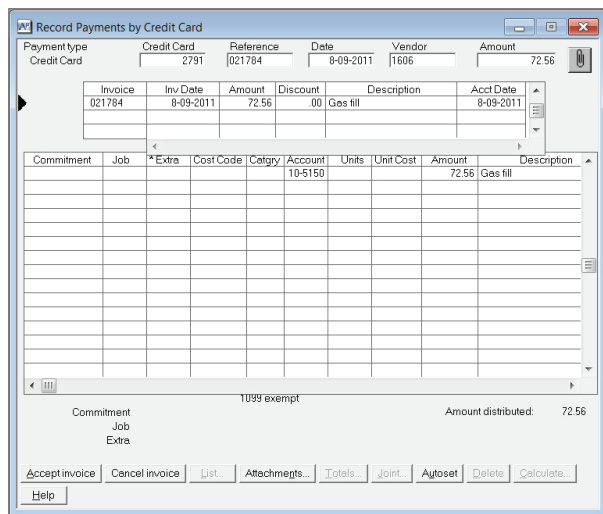 Record Payments by Credit Card
Payment type Credit Card Reference Date Vendor Amount
Credit Card 2791 021784 8-09-2011 1606 72.56
Invoice Inv Date Amount Discount Description Acct Date
021784 8-09-2011 72.56 .00 Gas fill 8-09-2011
Commitment Job * Extra Cost Code Catgry Account Units Unit Cost Amount Description
10-5150 72.56 Gas fill
1099 exempt
Commitment Amount distributed: 72.56
Job
Extra
Accept invoice Cancel invoice List... Attachments... Totals... Joint... Autoset Delete Calculate...
Help